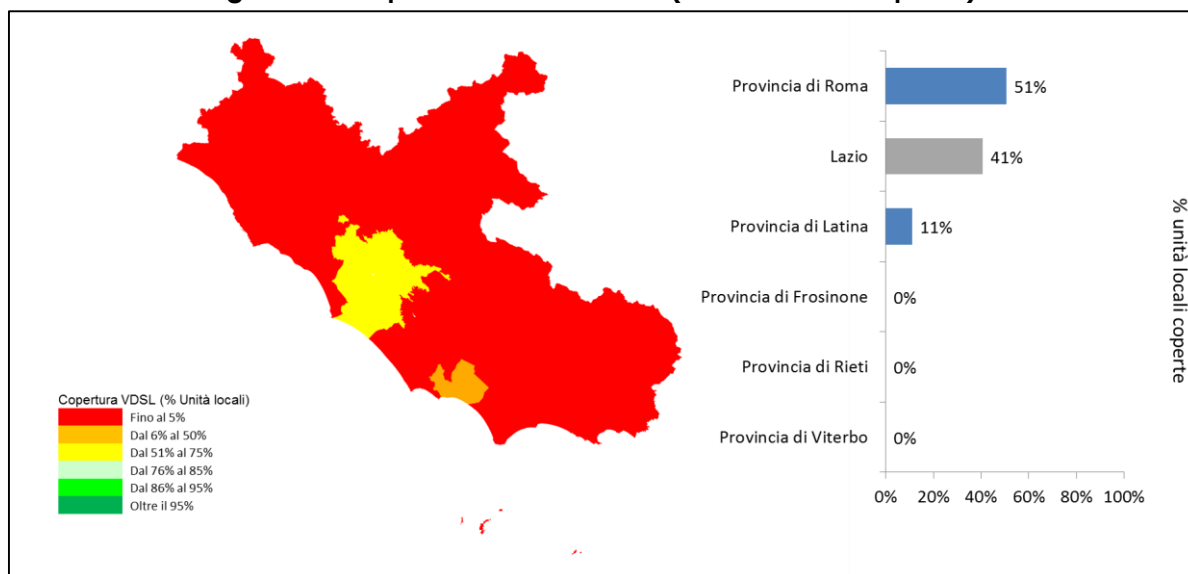 Provincia di Roma
51%
Lazio
41%
Provincia di Latina
11%
Provincia di Frosinone
0%
Provincia di Rieti
0%
Provincia di Viterbo
0%
0% 20% 40% 60% 80% 100%
% unità locali coperte
Copertura VDSL (% Unità locali)
Fino al 5%
Dal 6% al 50%
Dal 51% al 75%
Dal 76% al 85%
Dal 86% al 95%
Oltre il 95%